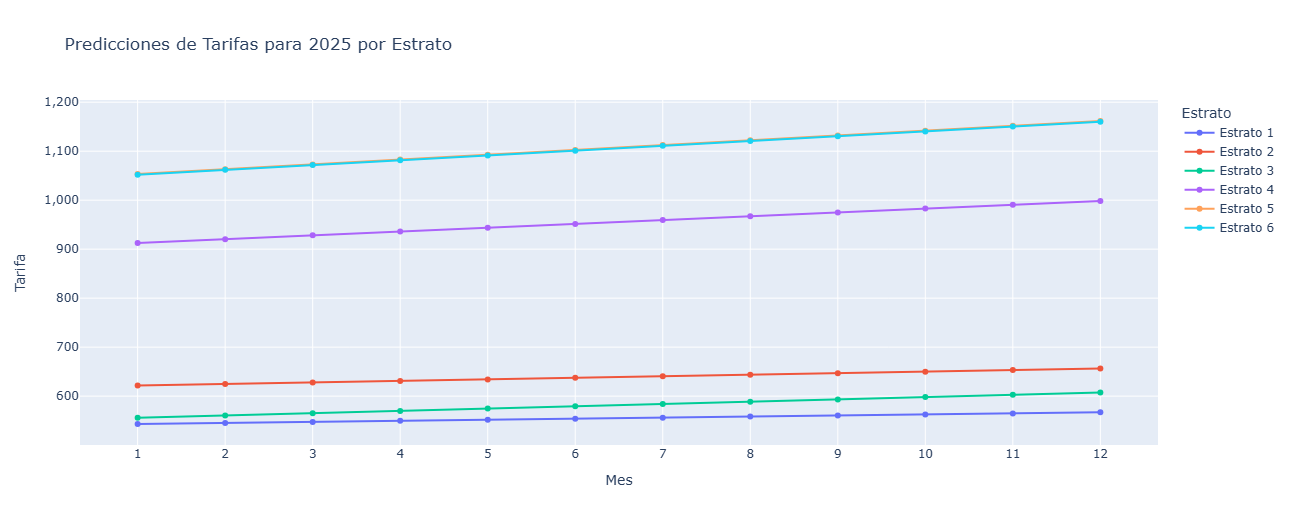 Predicciones de Tarifas para 2025 por Estrato
Tarifa
1,200
1,100
1,000
900
800
700
600
1 2 3 4 5 6 7 8 9 10 11 12
Mes
Estrato
Estrato 1
Estrato 2
Estrato 3
Estrato 4
Estrato 5
Estrato 6